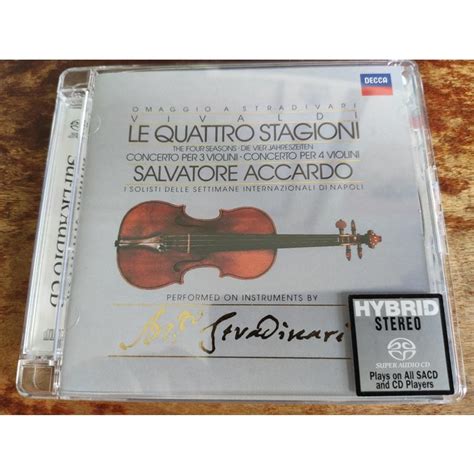 DECCA
OMAGGIO A STRADIVARI
VIVALDI
LE QUATTRO STAGIONI
THE FOUR SEASONS · DIE VIER JAHRESZEITEN
CONCERTO PER 3 VIOLINI · CONCERTO PER 4 VIOLINI
SALVATORE ACCARDO
I SOLISTI DELLE SETTIMANE INTERNAZIONALI DI NAPOLI
PERFORMED ON INSTRUMENTS BY
Stradivari
HYBRID
STEREO
SACD
SUPER AUDIO CD
Plays on All SACD
and CD Players
SUPER AUDIO CD